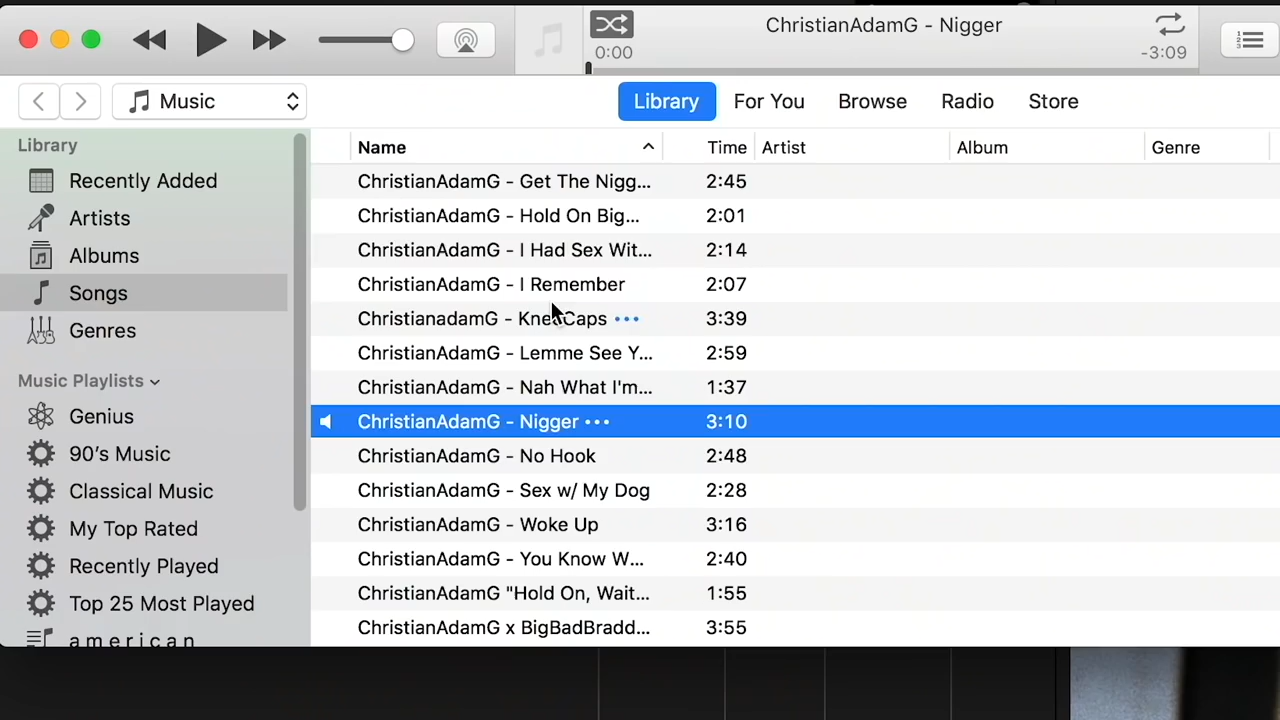 ChristianAdamG - Nigger
0:00
-3:09
Music
Library
For You
Browse
Radio
Store
Library
Recently Added
Artists
Albums
Songs
Genres
Music Playlists
Genius
90's Music
Classical Music
My Top Rated
Recently Played
Top 25 Most Played
a m e r i c a n
Name Time Artist Album Genre
ChristianAdamG - Get The Nigg... 2:45
ChristianAdamG - Hold On Big... 2:01
ChristianAdamG - I Had Sex Wit... 2:14
ChristianAdamG - I Remember 2:07
ChristianadamG - KneeCaps ••• 3:39
ChristianAdamG - Lemme See Y... 2:59
ChristianAdamG - Nah What I'm... 1:37
ChristianAdamG - Nigger ••• 3:10
ChristianAdamG - No Hook 2:48
ChristianAdamG - Sex w/ My Dog 2:28
ChristianAdamG - Woke Up 3:16
ChristianAdamG - You Know W... 2:40
ChristianAdamG "Hold On, Wait... 1:55
ChristianAdamG x BigBadBradd... 3:55